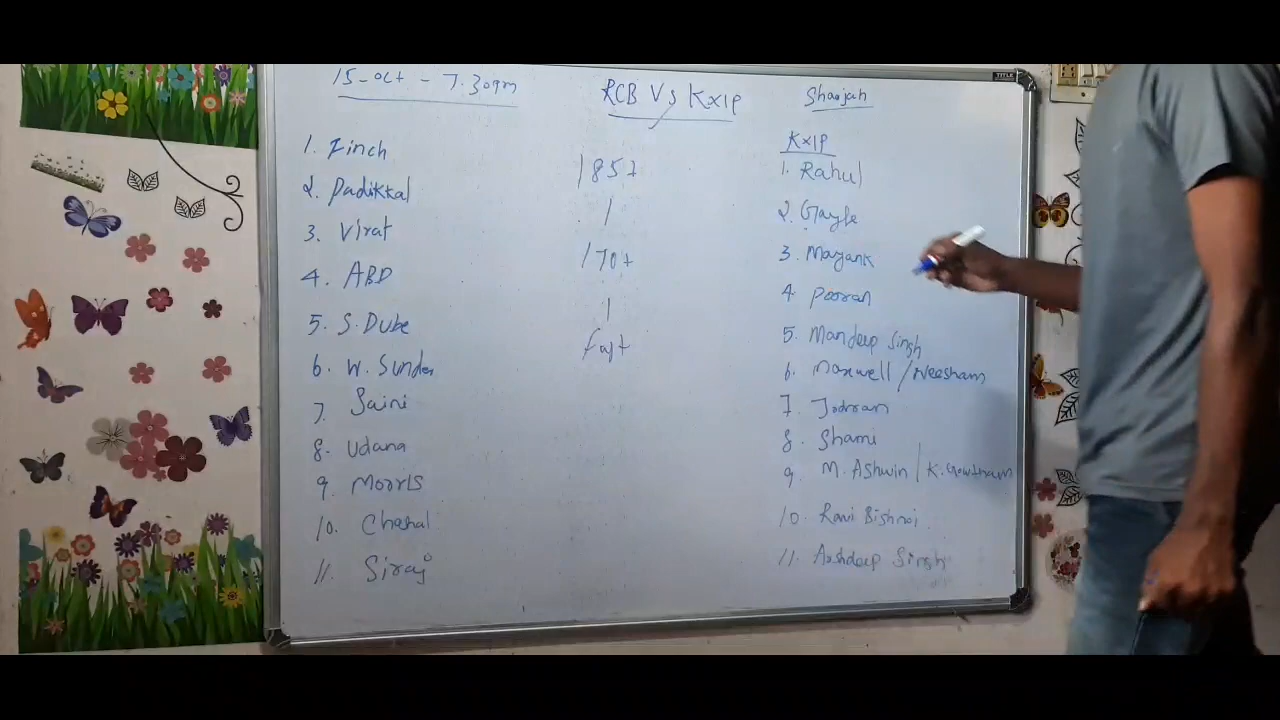 15-oct - 7.30pm
RCB Vs KXIP
Sharjah
TITLE
1. Finch
2. Padikkal
3. Virat
4. ABD
5. S. Dube
6. W. Sunder
7. Saini
8. Udana
9. Morris
10. Chahal
11. Siraj
185+
170+
KXIP
1. Rahul
2. Gayle
3. Mayank
4. Pooran
5. Mandeep Singh
6. Maxwell / Neesham
7. Jordan
8. Shami
9. M. Ashwin / K. Gowtham
10. Ravi Bishnoi
11. Arshdeep Singh